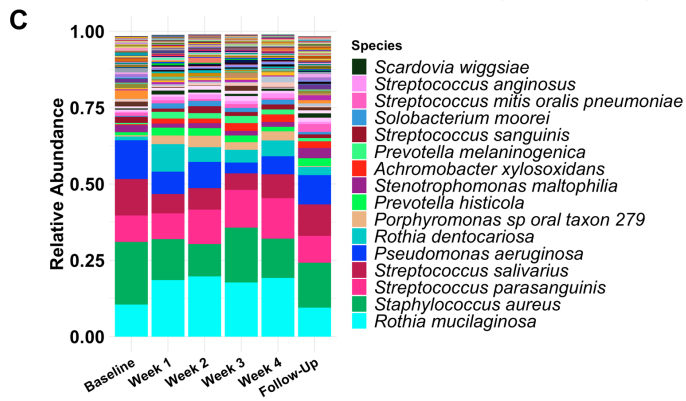 C
Relative Abundance
1.00
0.75
0.50
0.25
0.00
Baseline
Week 1
Week 2
Week 3
Week 4
Follow-Up
Species
Scardovia wiggsiae
Streptococcus anginosus
Streptococcus mitis oralis pneumoniae
Solobacterium moorei
Streptococcus sanguinis
Prevotella melaninogenica
Achromobacter xylosoxidans
Stenotrophomonas maltophilia
Prevotella histicola
Porphyromonas sp oral taxon 279
Rothia dentocariosa
Pseudomonas aeruginosa
Streptococcus salivarius
Streptococcus parasanguinis
Staphylococcus aureus
Rothia mucilaginosa